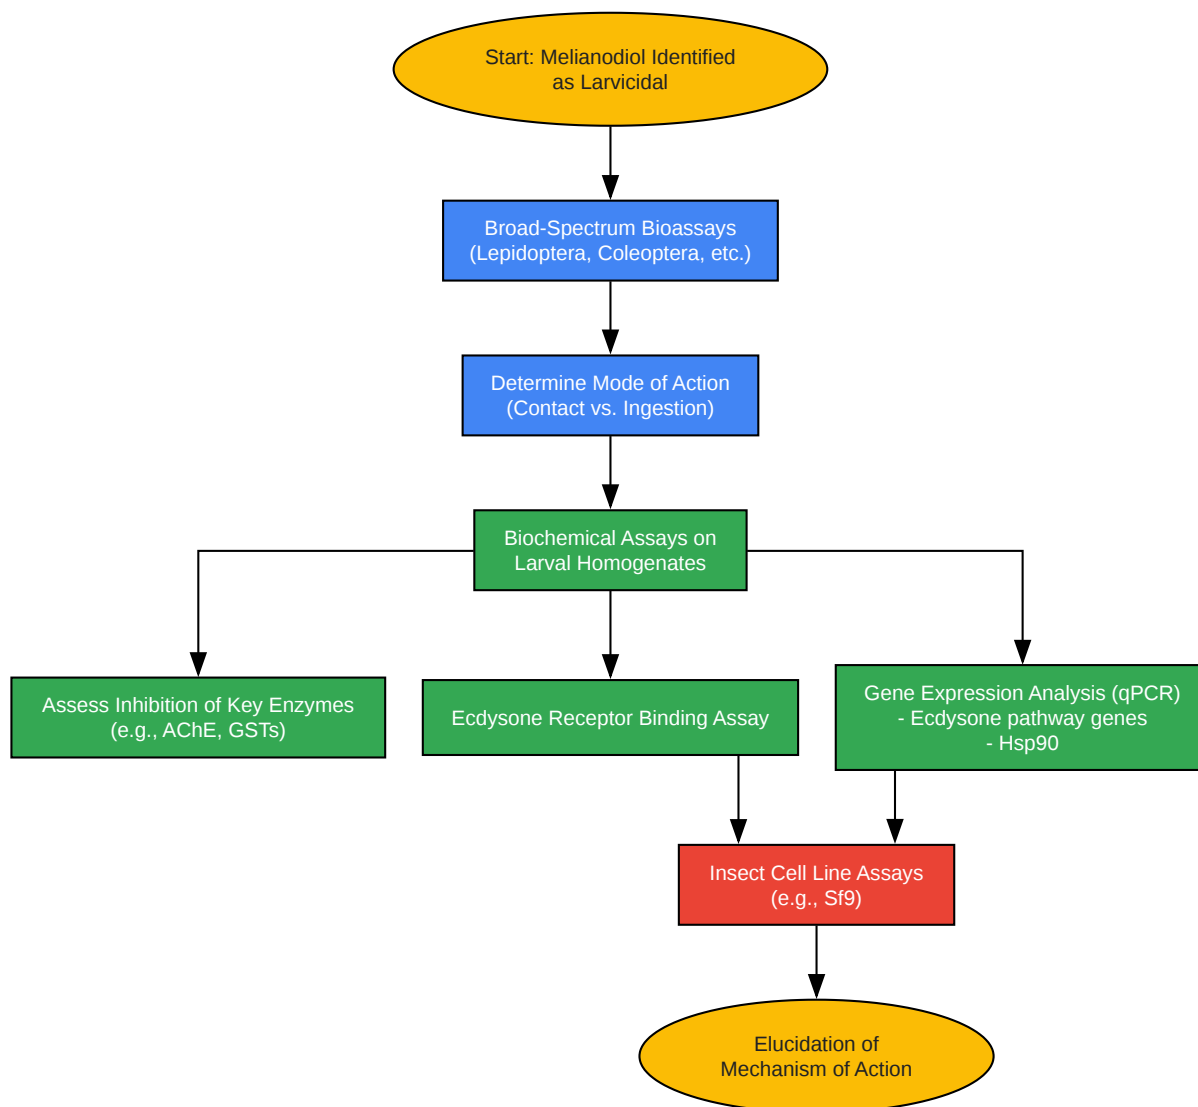 Start: Melianodiol Identified
as Larvicidal
Broad-Spectrum Bioassays
(Lepidoptera, Coleoptera, etc.)
Determine Mode of Action
(Contact vs. Ingestion)
Biochemical Assays on
Larval Homogenates
Assess Inhibition of Key Enzymes
(e.g., AChE, GSTs)
Ecdysone Receptor Binding Assay
Gene Expression Analysis (qPCR)
- Ecdysone pathway genes
- Hsp90
Insect Cell Line Assays
(e.g., Sf9)
Elucidation of
Mechanism of Action